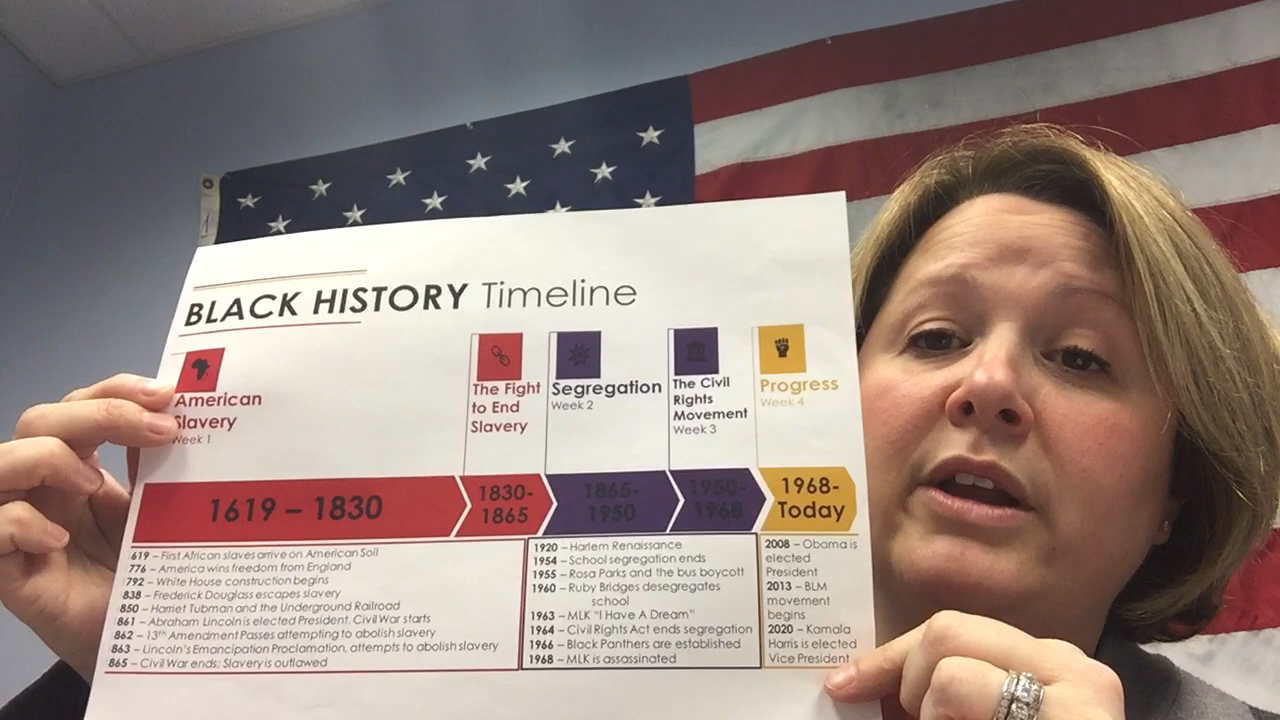 BLACK HISTORY Timeline
American
Slavery
Week 1
The Fight
to End
Slavery
Segregation
Week 2
The Civil
Rights
Movement
Week 3
Progress
Week 4
1619 – 1830
1830-
1865
1865-
1950
1950-
1968
1968-
Today
619 – First African slaves arrive on American Soil
776 – America wins freedom from England
792 – White House construction begins
838 – Frederick Douglass escapes slavery
850 – Harriet Tubman and the Underground Railroad
861 – Abraham Lincoln is elected President. Civil War starts
862 – 13th Amendment Passes attempting to abolish slavery
863 – Lincoln's Emancipation Proclamation, attempts to abolish slavery
865 – Civil War ends: Slavery is outlawed
1920 – Harlem Renaissance
1954 – School segregation ends
1955 – Rosa Parks and the bus boycott
1960 – Ruby Bridges desegregates
school
1963 – MLK "I Have A Dream"
1964 – Civil Rights Act ends segregation
1966 – Black Panthers are established
1968 – MLK is assassinated
2008 – Obama is
elected
President
2013 – BLM
movement
begins
2020 – Kamala
Harris is elected
Vice President